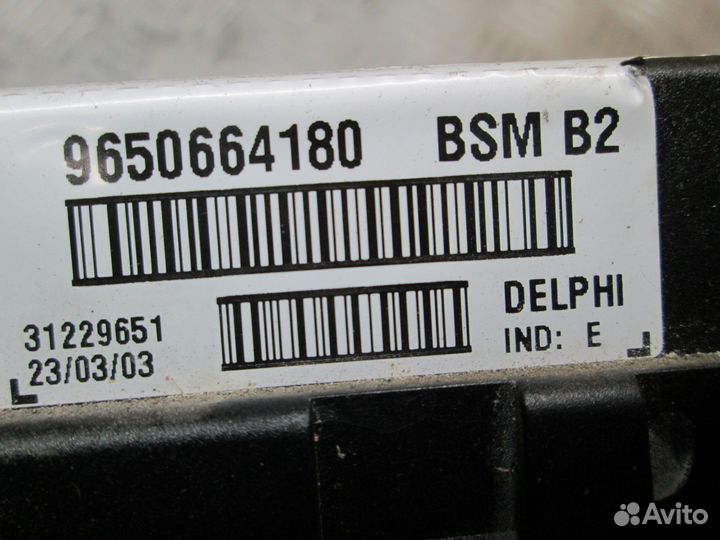 9650664180 BSM B2
DELPHI
31229651
IND: E
23/03/03
Avito